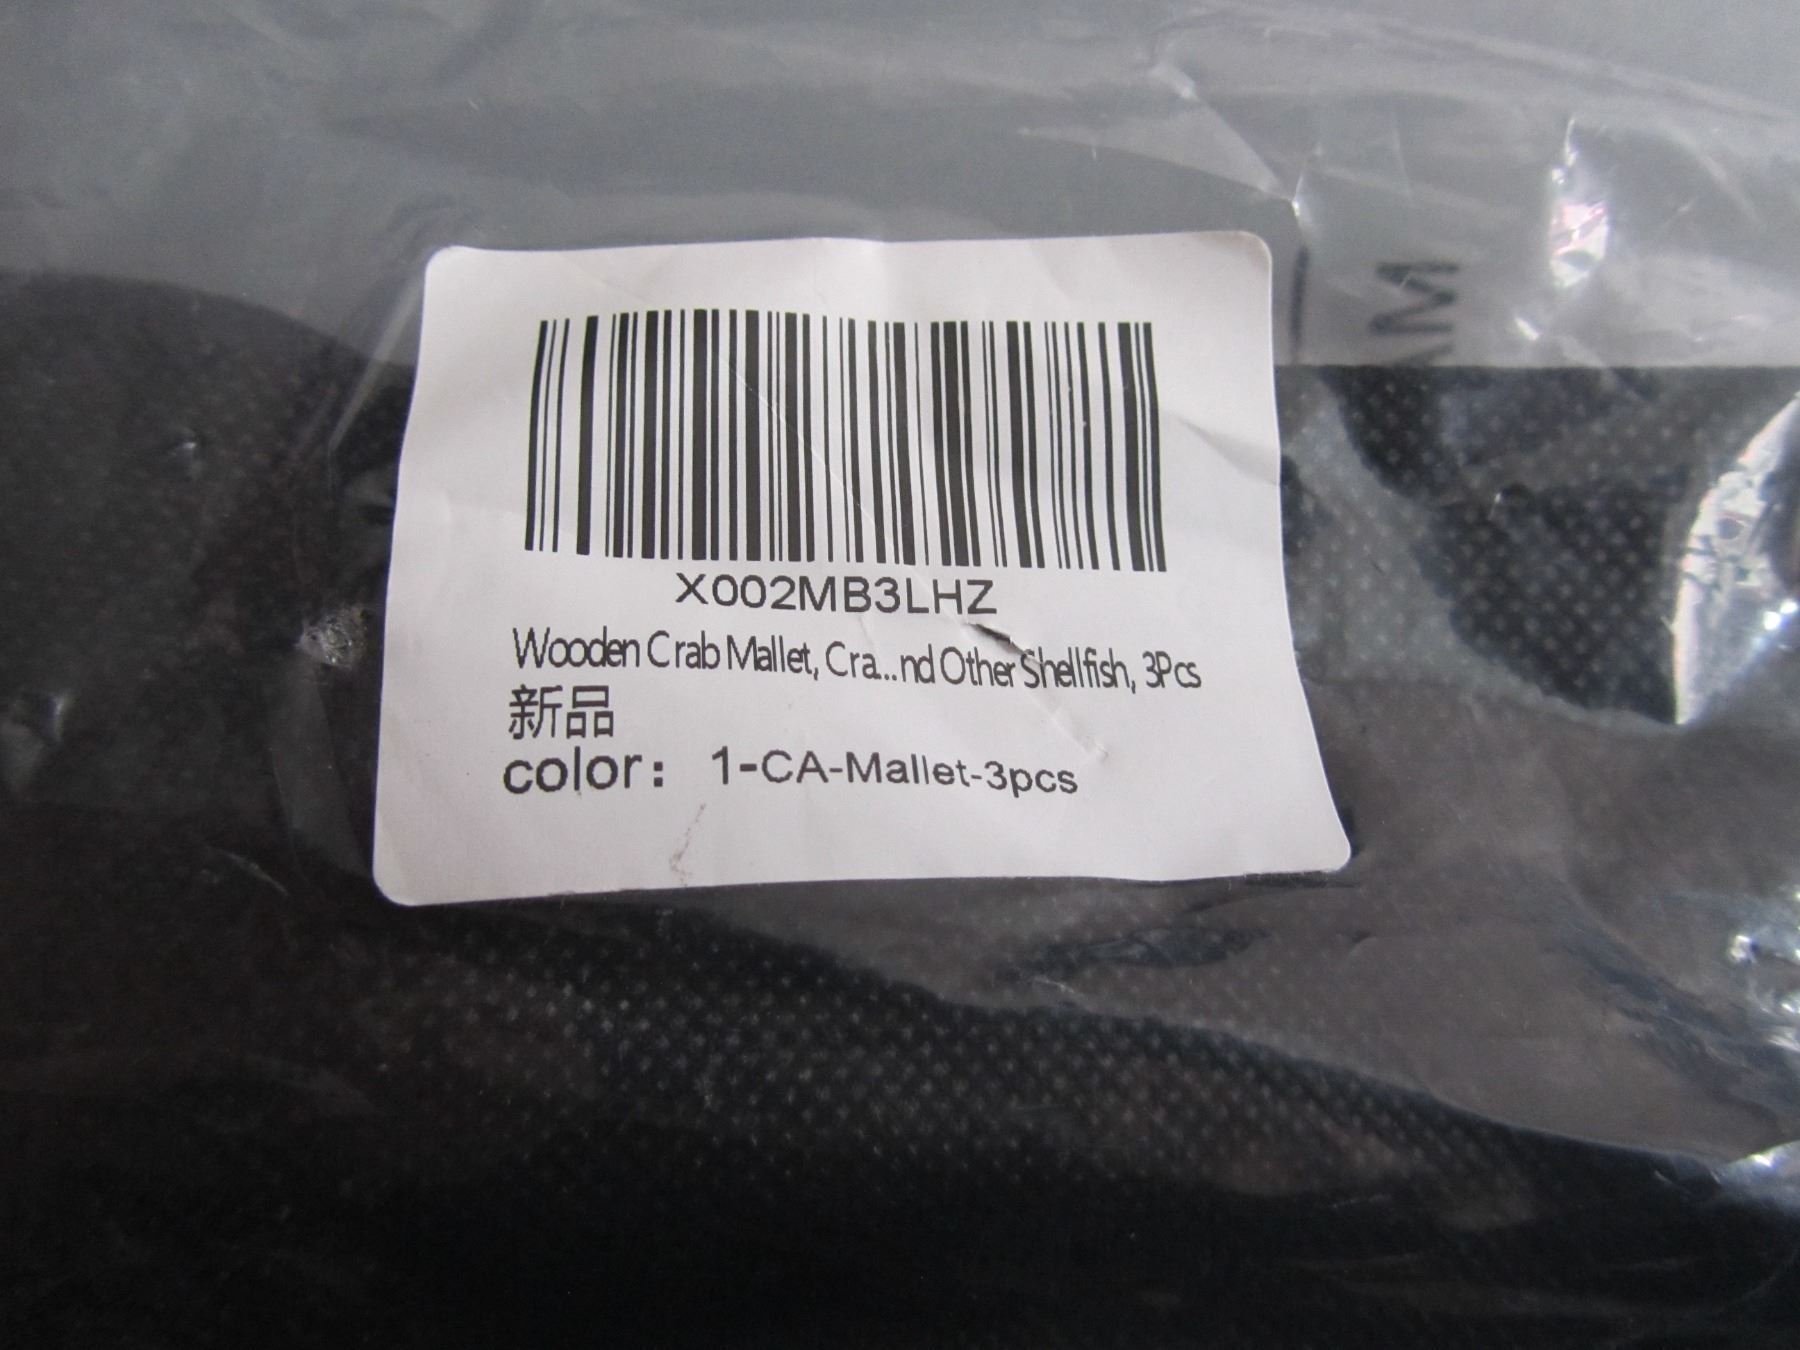 X002MB3LHZ
Wooden Crab Mallet, Cra...nd Other Shellfish, 3Pcs
新品
color: 1-CA-Mallet-3pcs